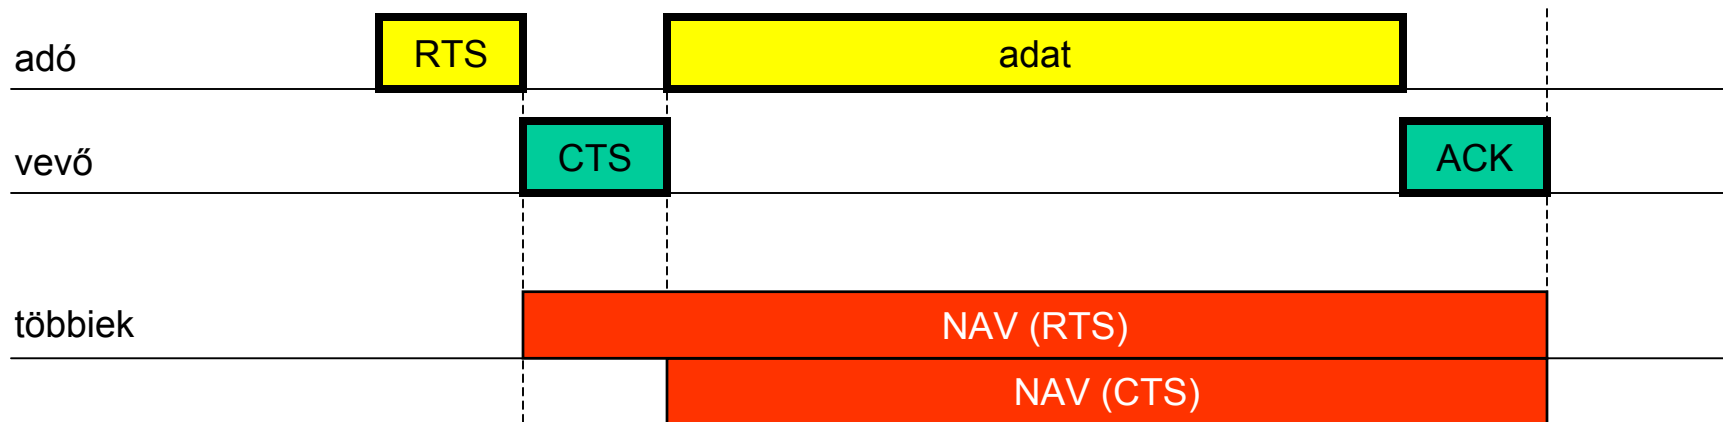 adó RTS adat
vevő CTS ACK
többiek NAV (RTS)
NAV (CTS)